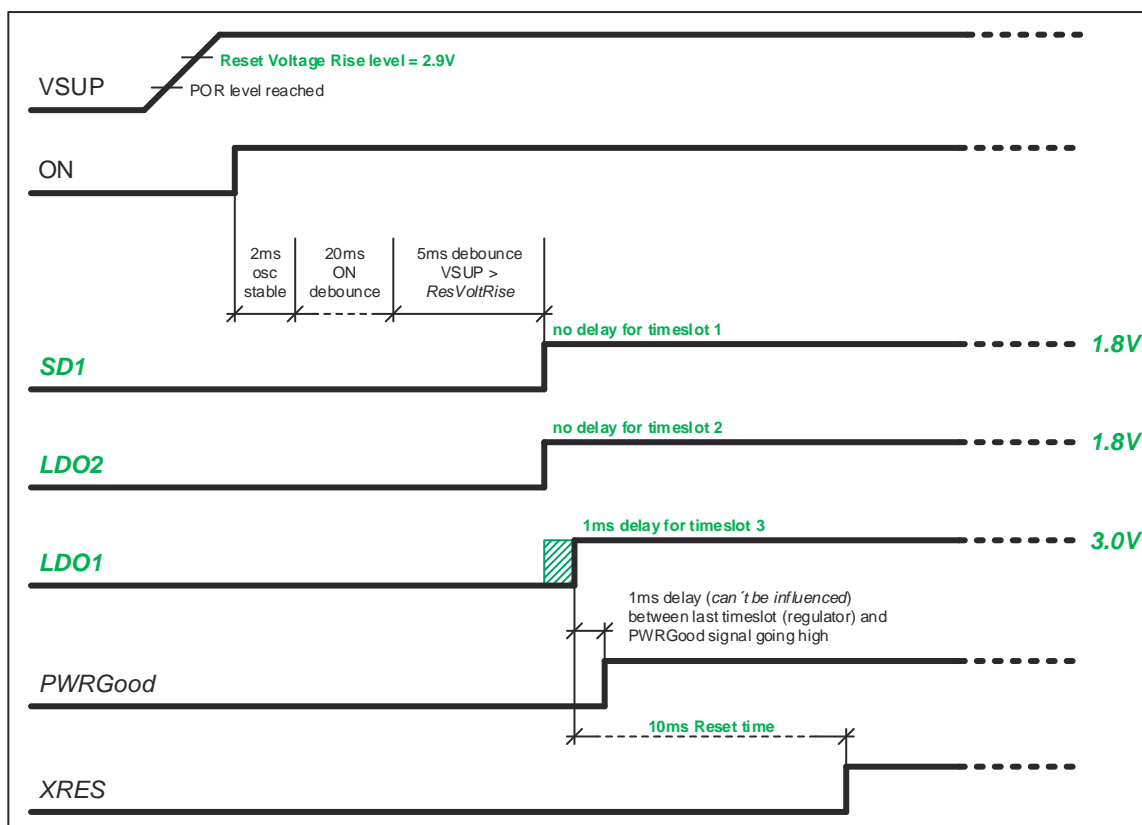 Reset Voltage Rise level = 2.9V
VSUP
POR level reached
ON
2ms
osc
stable
20ms
ON
debounce
5ms debounce
VSUP >
ResVoltRise
no delay for timeslot 1
1.8V
SD1
no delay for timeslot 2
1.8V
LDO2
1ms delay for timeslot 3
3.0V
LDO1
1ms delay (can´t be influenced)
between last timeslot (regulator) and
PWRGood signal going high
PWRGood
10ms Reset time
XRES